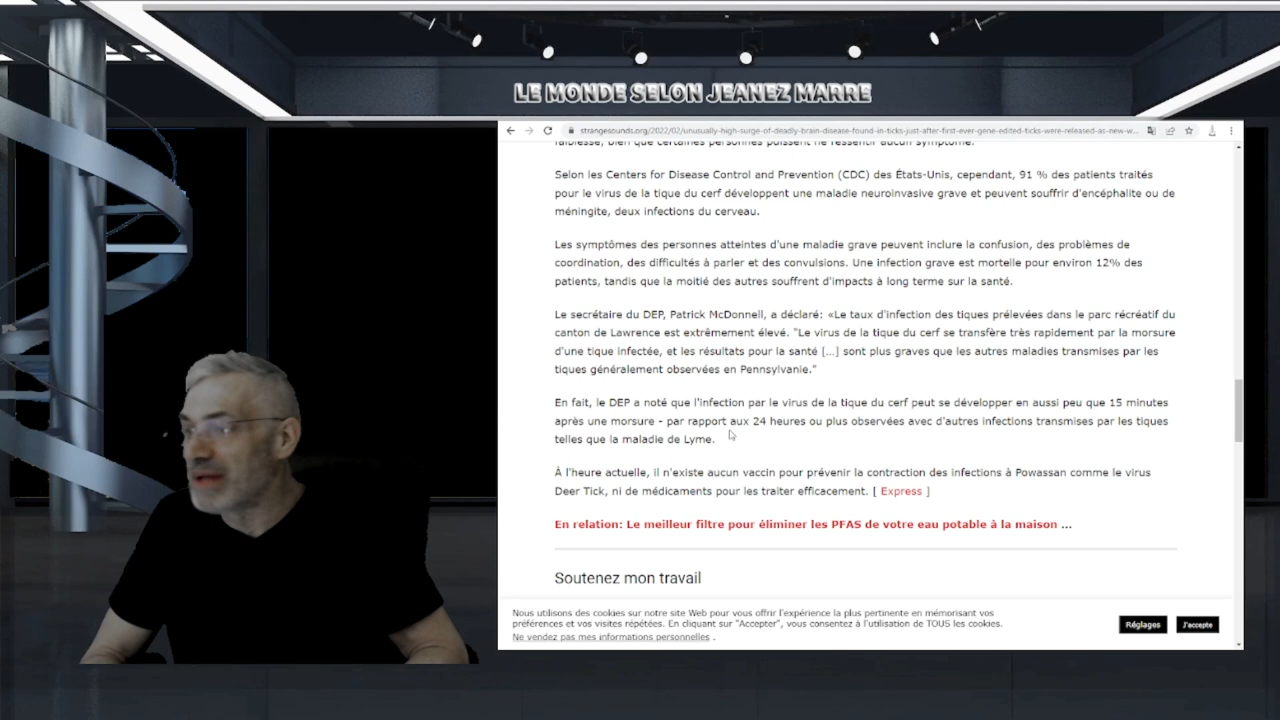 LE MONDE SELON JEANEZ MARRE
strangesounds.org/2022/02/unusually-high-surge-of-deadly-brain-disease-found-in-ticks-just-after-first-ever-gene-edited-ticks-were-released-as-new-w...
faiblesse, bien que certaines personnes puissent ne ressentir aucun symptôme.
Selon les Centers for Disease Control and Prevention (CDC) des États-Unis, cependant, 91 % des patients traités
pour le virus de la tique du cerf développent une maladie neuroinvasive grave et peuvent souffrir d'encéphalite ou de
méningite, deux infections du cerveau.
Les symptômes des personnes atteintes d'une maladie grave peuvent inclure la confusion, des problèmes de
coordination, des difficultés à parler et des convulsions. Une infection grave est mortelle pour environ 12% des
patients, tandis que la moitié des autres souffrent d'impacts à long terme sur la santé.
Le secrétaire du DEP, Patrick McDonnell, a déclaré: «Le taux d'infection des tiques prélevées dans le parc récréatif du
canton de Lawrence est extrêmement élevé. "Le virus de la tique du cerf se transfère très rapidement par la morsure
d'une tique infectée, et les résultats pour la santé [...] sont plus graves que les autres maladies transmises par les
tiques généralement observées en Pennsylvanie."
En fait, le DEP a noté que l'infection par le virus de la tique du cerf peut se développer en aussi peu que 15 minutes
après une morsure - par rapport aux 24 heures ou plus observées avec d'autres infections transmises par les tiques
telles que la maladie de Lyme.
À l'heure actuelle, il n'existe aucun vaccin pour prévenir la contraction des infections à Powassan comme le virus
Deer Tick, ni de médicaments pour les traiter efficacement. [ Express ]
En relation: Le meilleur filtre pour éliminer les PFAS de votre eau potable à la maison ...
Soutenez mon travail
Nous utilisons des cookies sur notre site Web pour vous offrir l'expérience la plus pertinente en mémorisant vos
préférences et vos visites répétées. En cliquant sur "Accepter", vous consentez à l'utilisation de TOUS les cookies.
Ne vendez pas mes informations personnelles .
Réglages
J'accepte